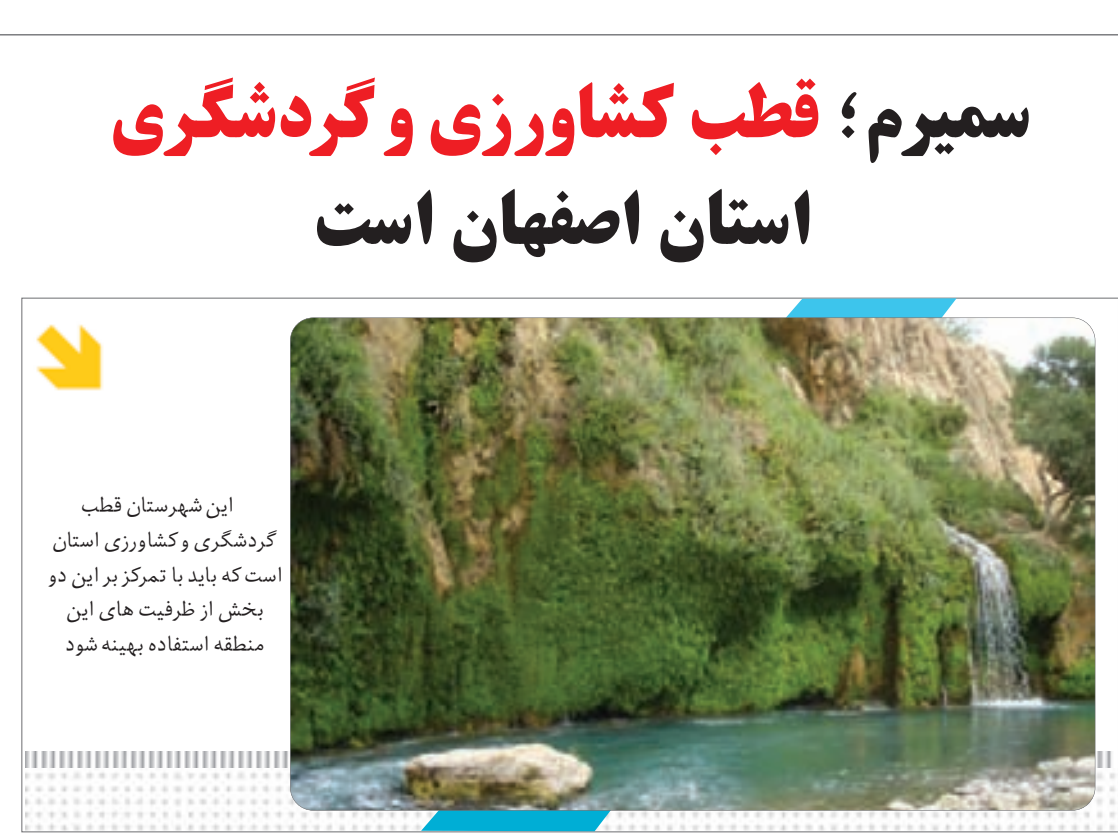 سمیرم؛ قطب کشاورزی و گردشگری
استان اصفهان است
این شهرستان قطب
گردشگری و کشاورزی استان
است که باید با تمرکز بر این دو
بخش از ظرفیت های این
منطقه استفاده بهینه شود